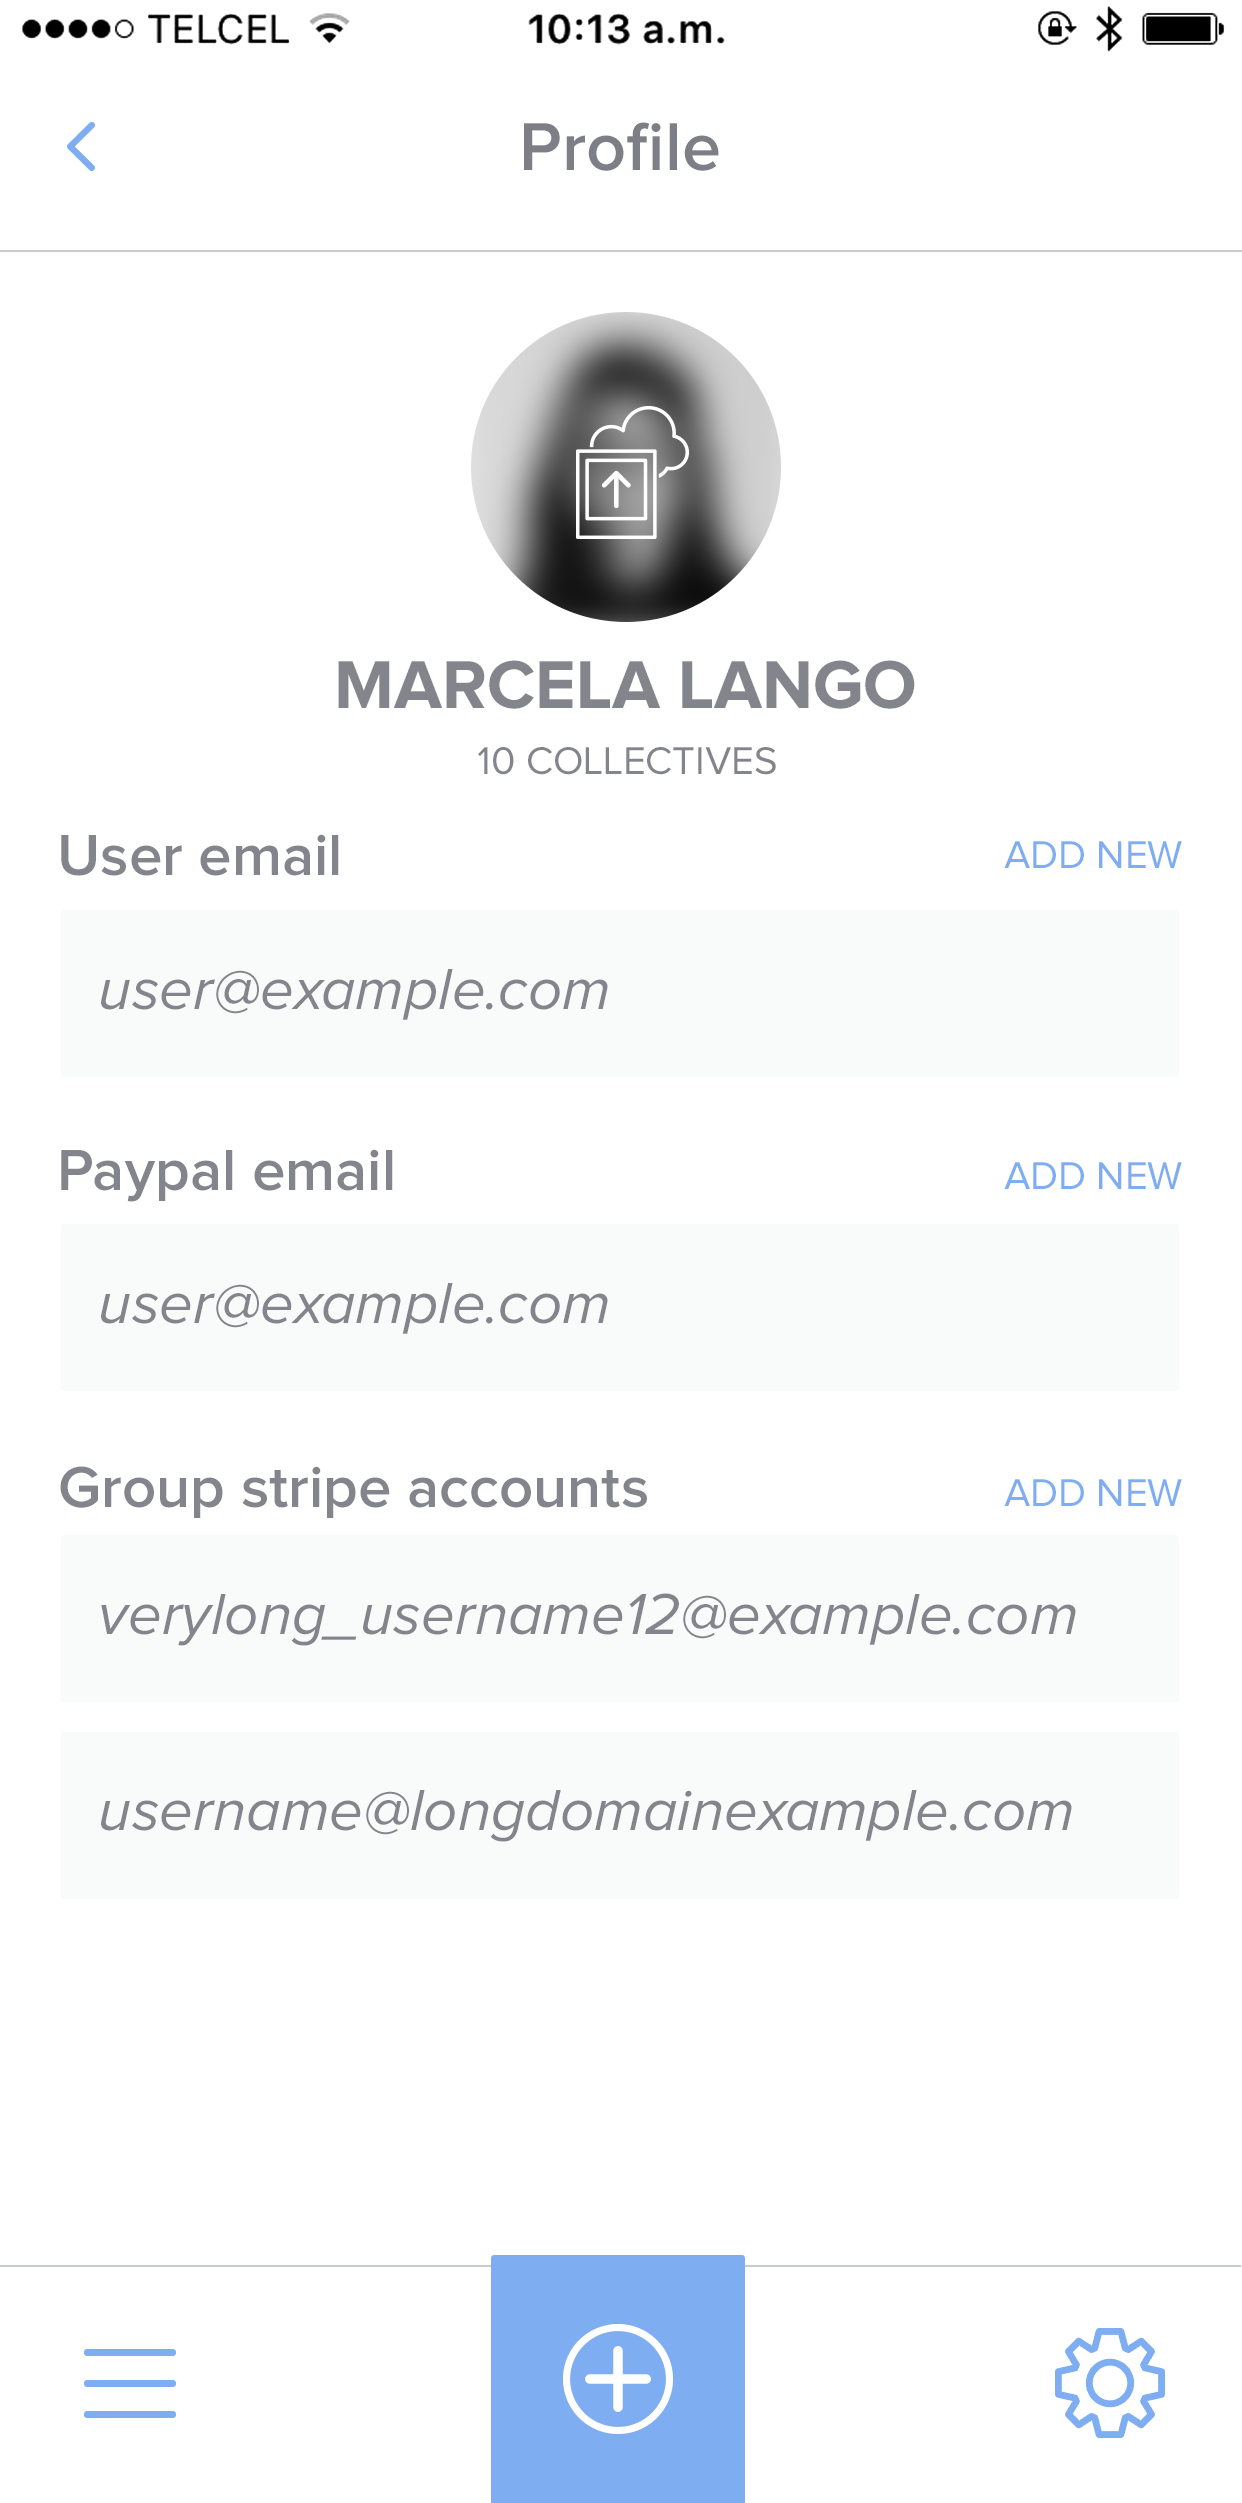 TELCEL 10:13 a.m.
Profile
MARCELA LANGO
10 COLLECTIVES
User email ADD NEW
user@example.com
Paypal email ADD NEW
user@example.com
Group stripe accounts ADD NEW
verylong_username12@example.com
username@longdomainexample.com